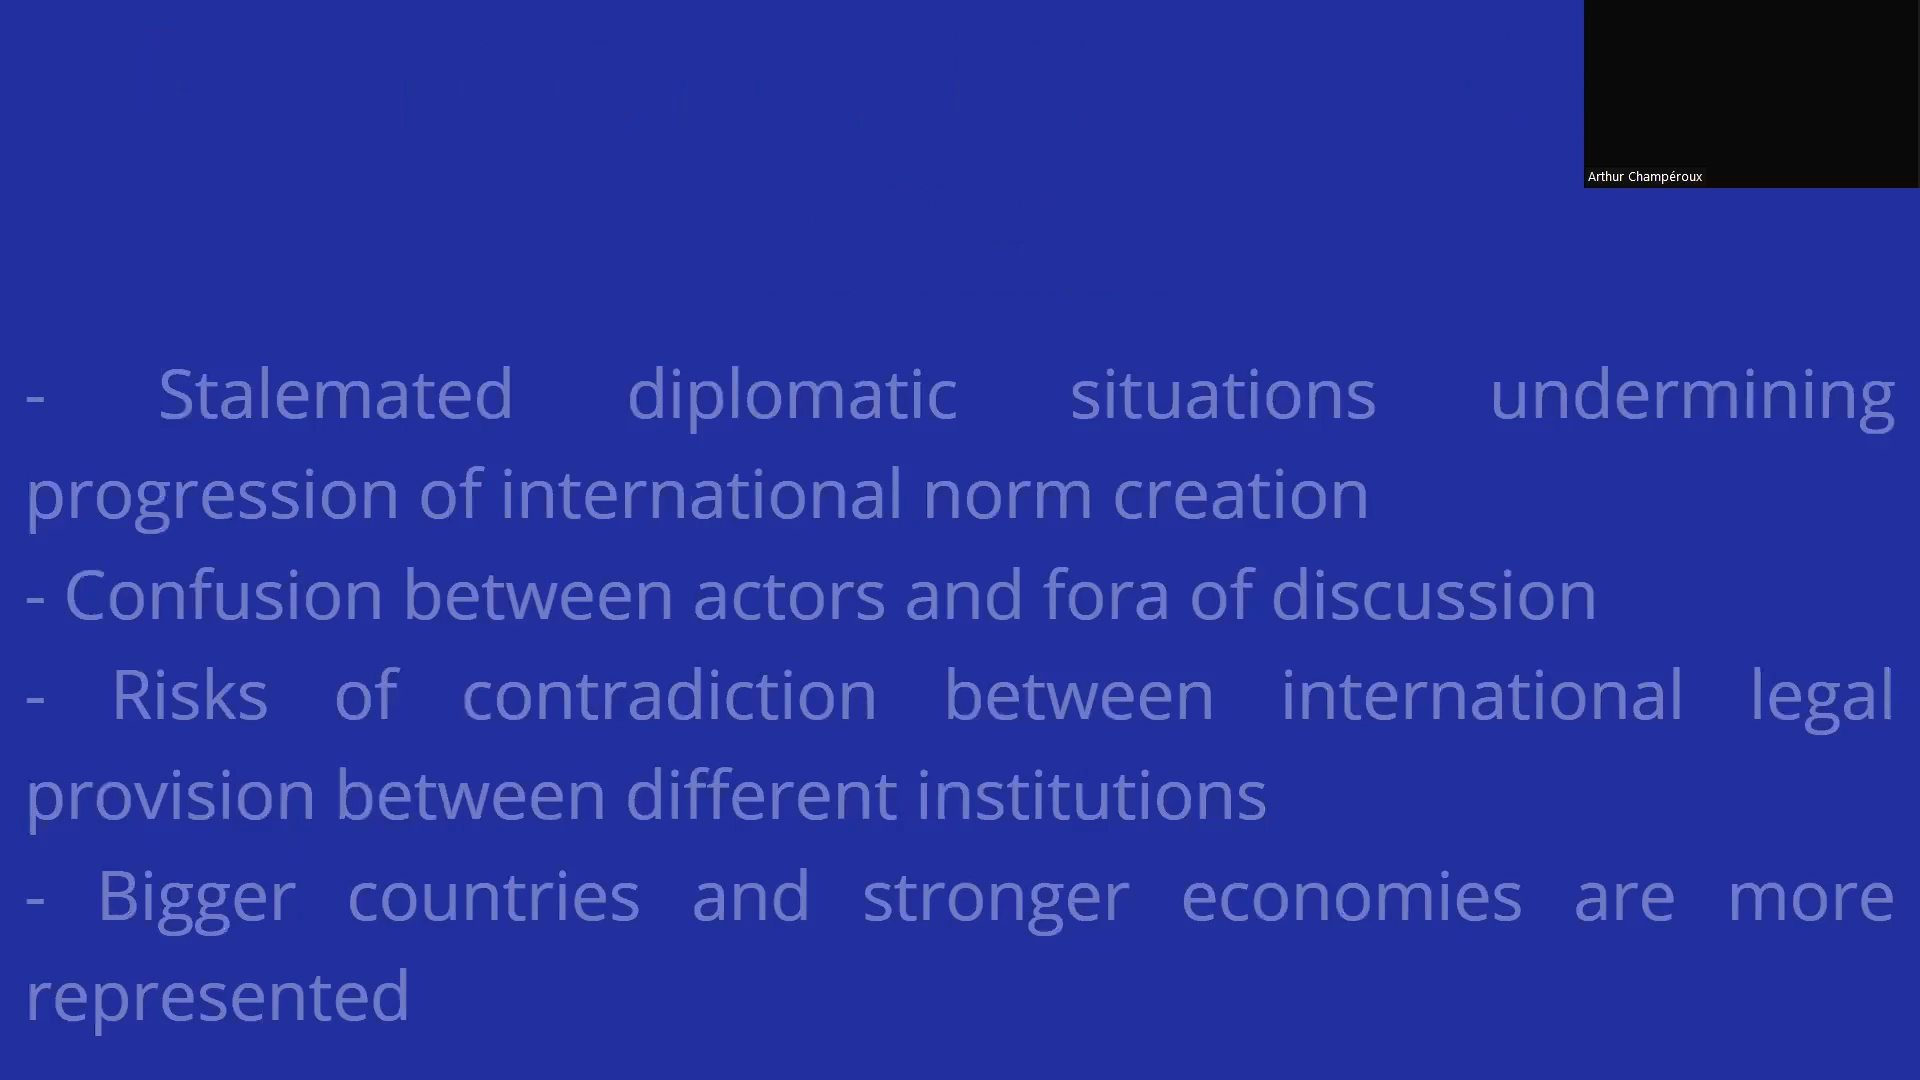 Arthur Champéroux
- Stalemated diplomatic situations undermining
progression of international norm creation
- Confusion between actors and fora of discussion
- Risks of contradiction between international legal
provision between different institutions
- Bigger countries and stronger economies are more
represented